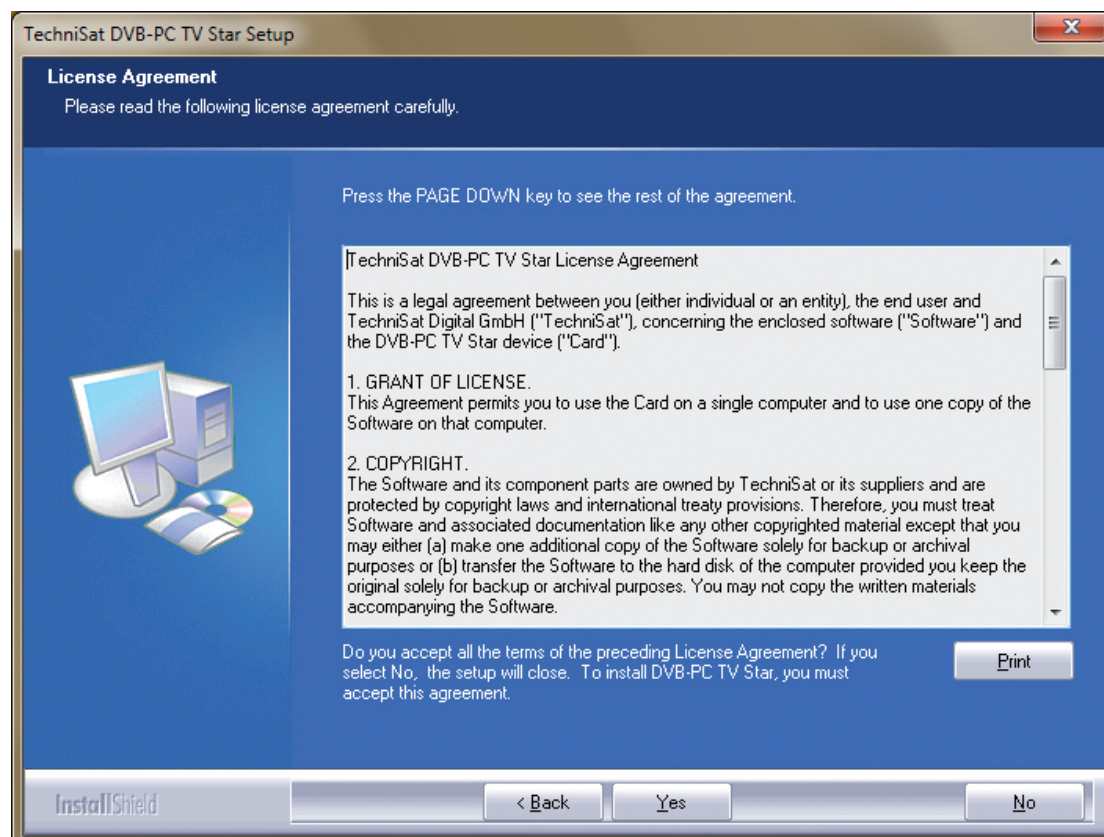 TechniSat DVB-PC TV Star Setup
License Agreement
Please read the following license agreement carefully.
Press the PAGE DOWN key to see the rest of the agreement.
TechniSat DVB-PC TV Star License Agreement
This is a legal agreement between you (either individual or an entity), the end user and
TechniSat Digital GmbH ("TechniSat"), concerning the enclosed software ("Software") and
the DVB-PC TV Star device ("Card").
1. GRANT OF LICENSE.
This Agreement permits you to use the Card on a single computer and to use one copy of the
Software on that computer.
2. COPYRIGHT.
The Software and its component parts are owned by TechniSat or its suppliers and are
protected by copyright laws and international treaty provisions. Therefore, you must treat
Software and associated documentation like any other copyrighted material except that you
may either (a) make one additional copy of the Software solely for backup or archival
purposes or (b) transfer the Software to the hard disk of the computer provided you keep the
original solely for backup or archival purposes. You may not copy the written materials
accompanying the Software.
Do you accept all the terms of the preceding License Agreement? If you
select No, the setup will close. To install DVB-PC TV Star, you must
accept this agreement.
Print
InstallShield
< Back
Yes
No